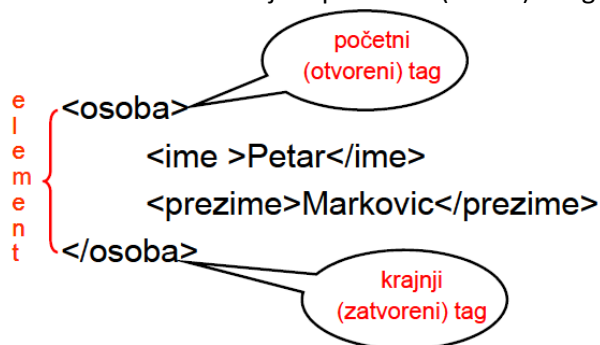 početni
(otvoreni) tag
element
<osoba>
<ime >Petar</ime>
<prezime>Markovic</prezime>
</osoba>
krajnji
(zatvoreni) tag